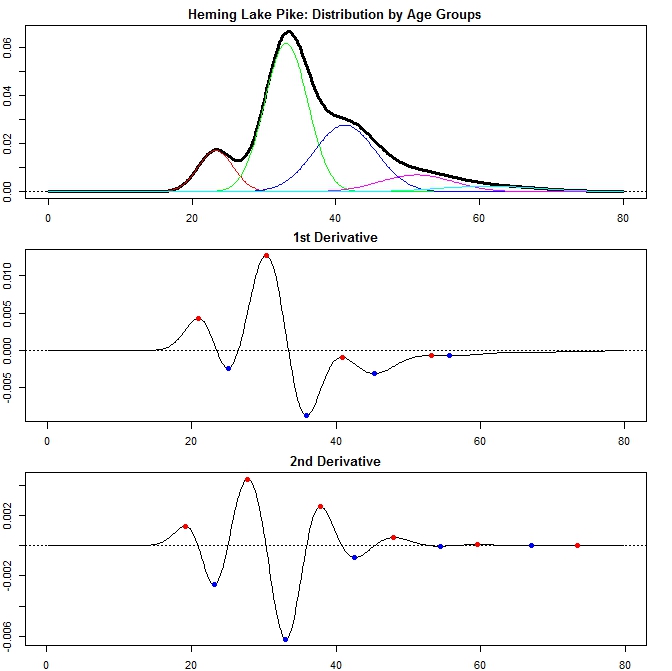 Heming Lake Pike: Distribution by Age Groups
0.06
0.04
0.02
0.00
0 20 40 60 80
1st Derivative
0.010
0.005
0.000
-0.005
0 20 40 60 80
2nd Derivative
0.002
-0.002
-0.006
0 20 40 60 80